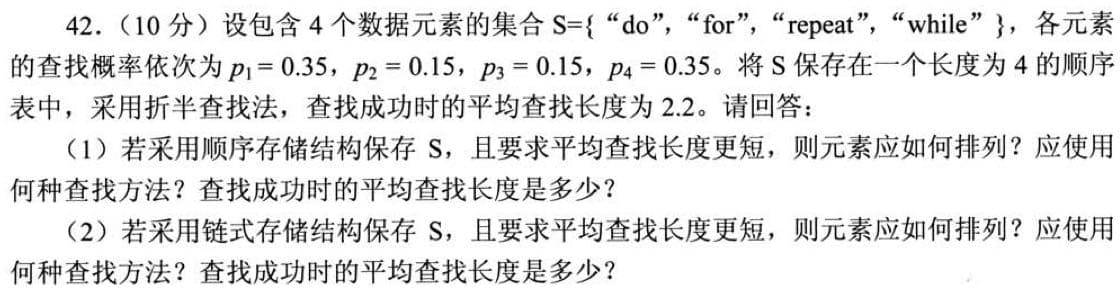 42.（10 分）设包含 4 个数据元素的集合 S={“do”，“for”，“repeat”，“while”}，各元素
的查找概率依次为 p₁ = 0.35，p₂ = 0.15，p₃ = 0.15，p₄ = 0.35。将 S 保存在一个长度为 4 的顺序
表中，采用折半查找法，查找成功时的平均查找长度为 2.2。请回答：
（1）若采用顺序存储结构保存 S，且要求平均查找长度更短，则元素应如何排列？应使用
何种查找方法？查找成功时的平均查找长度是多少？
（2）若采用链式存储结构保存 S，且要求平均查找长度更短，则元素应如何排列？应使用
何种查找方法？查找成功时的平均查找长度是多少？